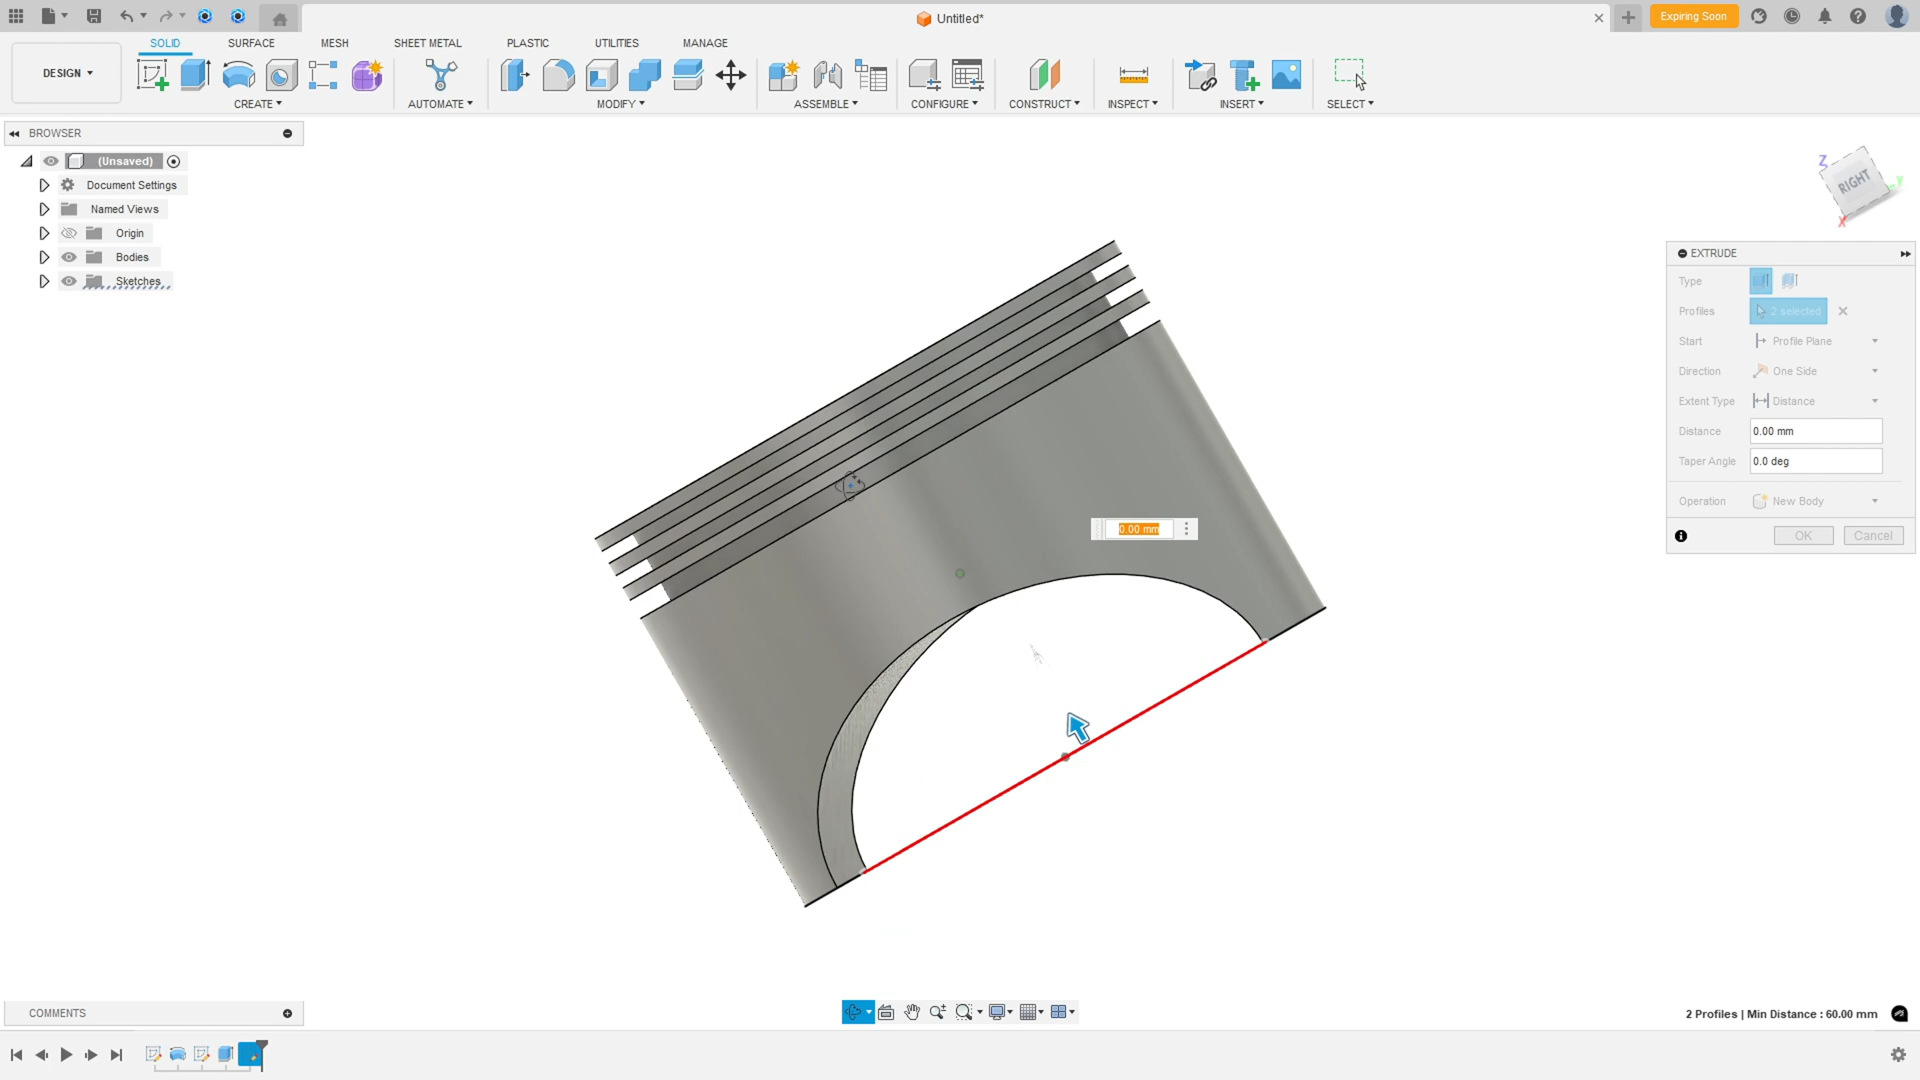 Untitled*
Expiring Soon
DESIGN
SOLID
SURFACE
MESH
SHEET METAL
PLASTIC
UTILITIES
MANAGE
CREATE
AUTOMATE
MODIFY
ASSEMBLE
CONFIGURE
CONSTRUCT
INSPECT
INSERT
SELECT
BROWSER
(Unsaved)
Document Settings
Named Views
Origin
Bodies
Sketches
Z
RIGHT
Y
X
EXTRUDE
Type
Profiles 2 selected
Start Profile Plane
Direction One Side
Extent Type Distance
Distance 0.00 mm
Taper Angle 0.0 deg
Operation New Body
OK Cancel
0.00 mm
COMMENTS
2 Profiles | Min Distance : 60.00 mm